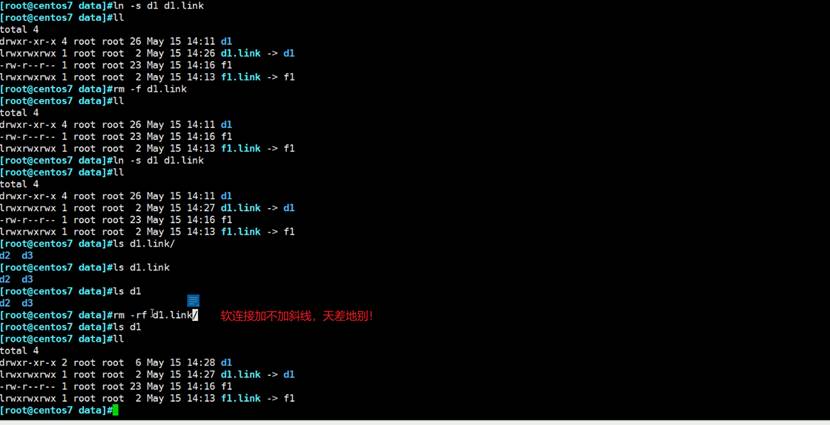 [root@centos7 data]#ln -s d1 d1.link
[root@centos7 data]#ll
total 4
drwxr-xr-x 4 root root 26 May 15 14:11 d1
lrwxrwxrwx 1 root root  2 May 15 14:26 d1.link -> d1
-rw-r--r-- 1 root root 23 May 15 14:16 f1
lrwxrwxrwx 1 root root  2 May 15 14:13 f1.link -> f1
[root@centos7 data]#rm -f d1.link
[root@centos7 data]#ll
total 4
drwxr-xr-x 4 root root 26 May 15 14:11 d1
-rw-r--r-- 1 root root 23 May 15 14:16 f1
lrwxrwxrwx 1 root root  2 May 15 14:13 f1.link -> f1
[root@centos7 data]#ln -s d1 d1.link
[root@centos7 data]#ll
total 4
drwxr-xr-x 4 root root 26 May 15 14:11 d1
lrwxrwxrwx 1 root root  2 May 15 14:27 d1.link -> d1
-rw-r--r-- 1 root root 23 May 15 14:16 f1
lrwxrwxrwx 1 root root  2 May 15 14:13 f1.link -> f1
[root@centos7 data]#ls d1.link/
d2  d3
[root@centos7 data]#ls d1.link
d2  d3
[root@centos7 data]#ls d1
d2  d3
[root@centos7 data]#rm -rf d1.link/ 软连接加不加斜线，天差地别！
[root@centos7 data]#ls d1
[root@centos7 data]#ll
total 4
drwxr-xr-x 2 root root  6 May 15 14:28 d1
lrwxrwxrwx 1 root root  2 May 15 14:27 d1.link -> d1
-rw-r--r-- 1 root root 23 May 15 14:16 f1
lrwxrwxrwx 1 root root  2 May 15 14:13 f1.link -> f1
[root@centos7 data]#